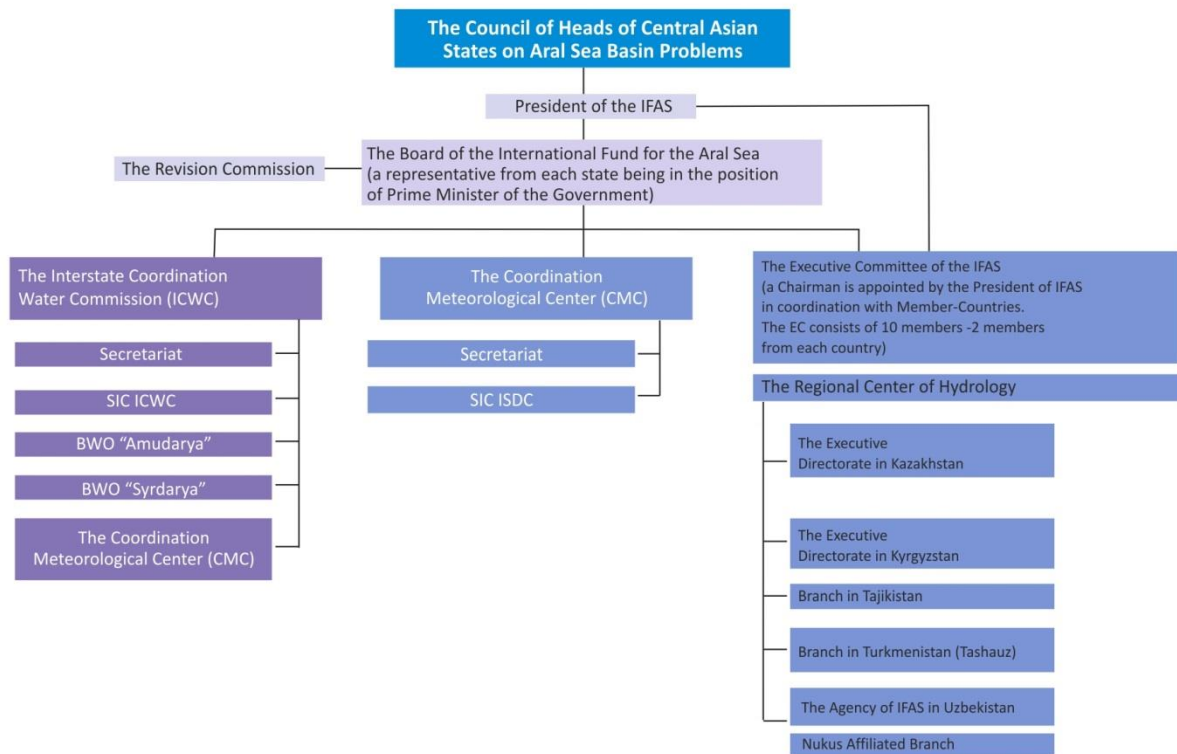 The Council of Heads of Central Asian
States on Aral Sea Basin Problems
President of the IFAS
The Revision Commission
The Board of the International Fund for the Aral Sea
(a representative from each state being in the position
of Prime Minister of the Government)
The Interstate Coordination
Water Commission (ICWC)
Secretariat
SIC ICWC
BWO “Amudarya”
BWO “Syrdarya”
The Coordination
Meteorological Center (CMC)
The Coordination
Meteorological Center (CMC)
Secretariat
SIC ISDC
The Executive Committee of the IFAS
(a Chairman is appointed by the President of IFAS
in coordination with Member-Countries.
The EC consists of 10 members -2 members
from each country)
The Regional Center of Hydrology
The Executive
Directorate in Kazakhstan
The Executive
Directorate in Kyrgyzstan
Branch in Tajikistan
Branch in Turkmenistan (Tashauz)
The Agency of IFAS in Uzbekistan
Nukus Affiliated Branch